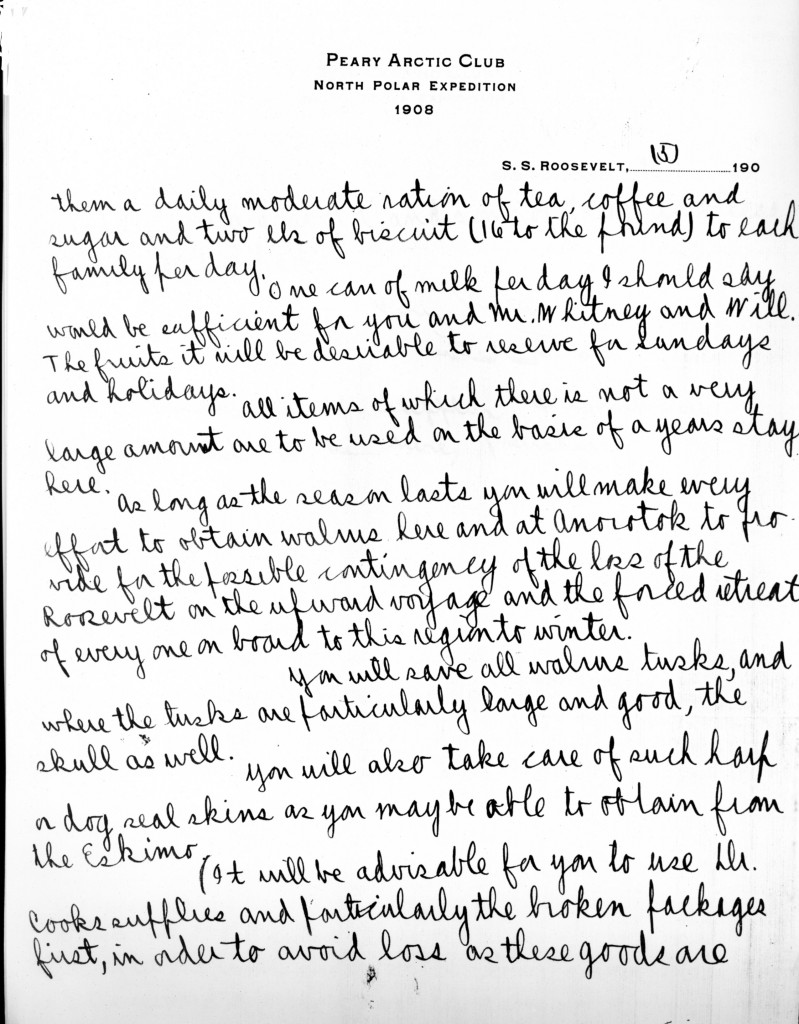 PEARY ARCTIC CLUB
NORTH POLAR EXPEDITION
1908
S. S. ROOSEVELT, (5) 190
them a daily moderate ration of tea, coffee and
sugar and two lbs of biscuit (16 to the pound) to each
family per day.
One can of milk per day I should say
would be sufficient for you and Mr. Whitney and Will.
The fruits it will be desirable to reserve for Sundays
and holidays.
All items of which there is not a very
large amount are to be used on the basis of a years stay
here.
As long as the season lasts you will make every
effort to obtain walrus here and at Anorotok to pro-
vide for the possible contingency of the loss of the
Roosevelt on the upward voyage and the forced retreat
of every one on board to this region to winter.
You will save all walrus tusks, and
where the tusks are particularly large and good, the
skull as well.
You will also take care of such harp
or dog seal skins as you may be able to obtain from
the Eskimo.
(It will be advisable for you to use Dr.
Cooks supplies and particularly the broken packages
first, in order to avoid loss as these goods are